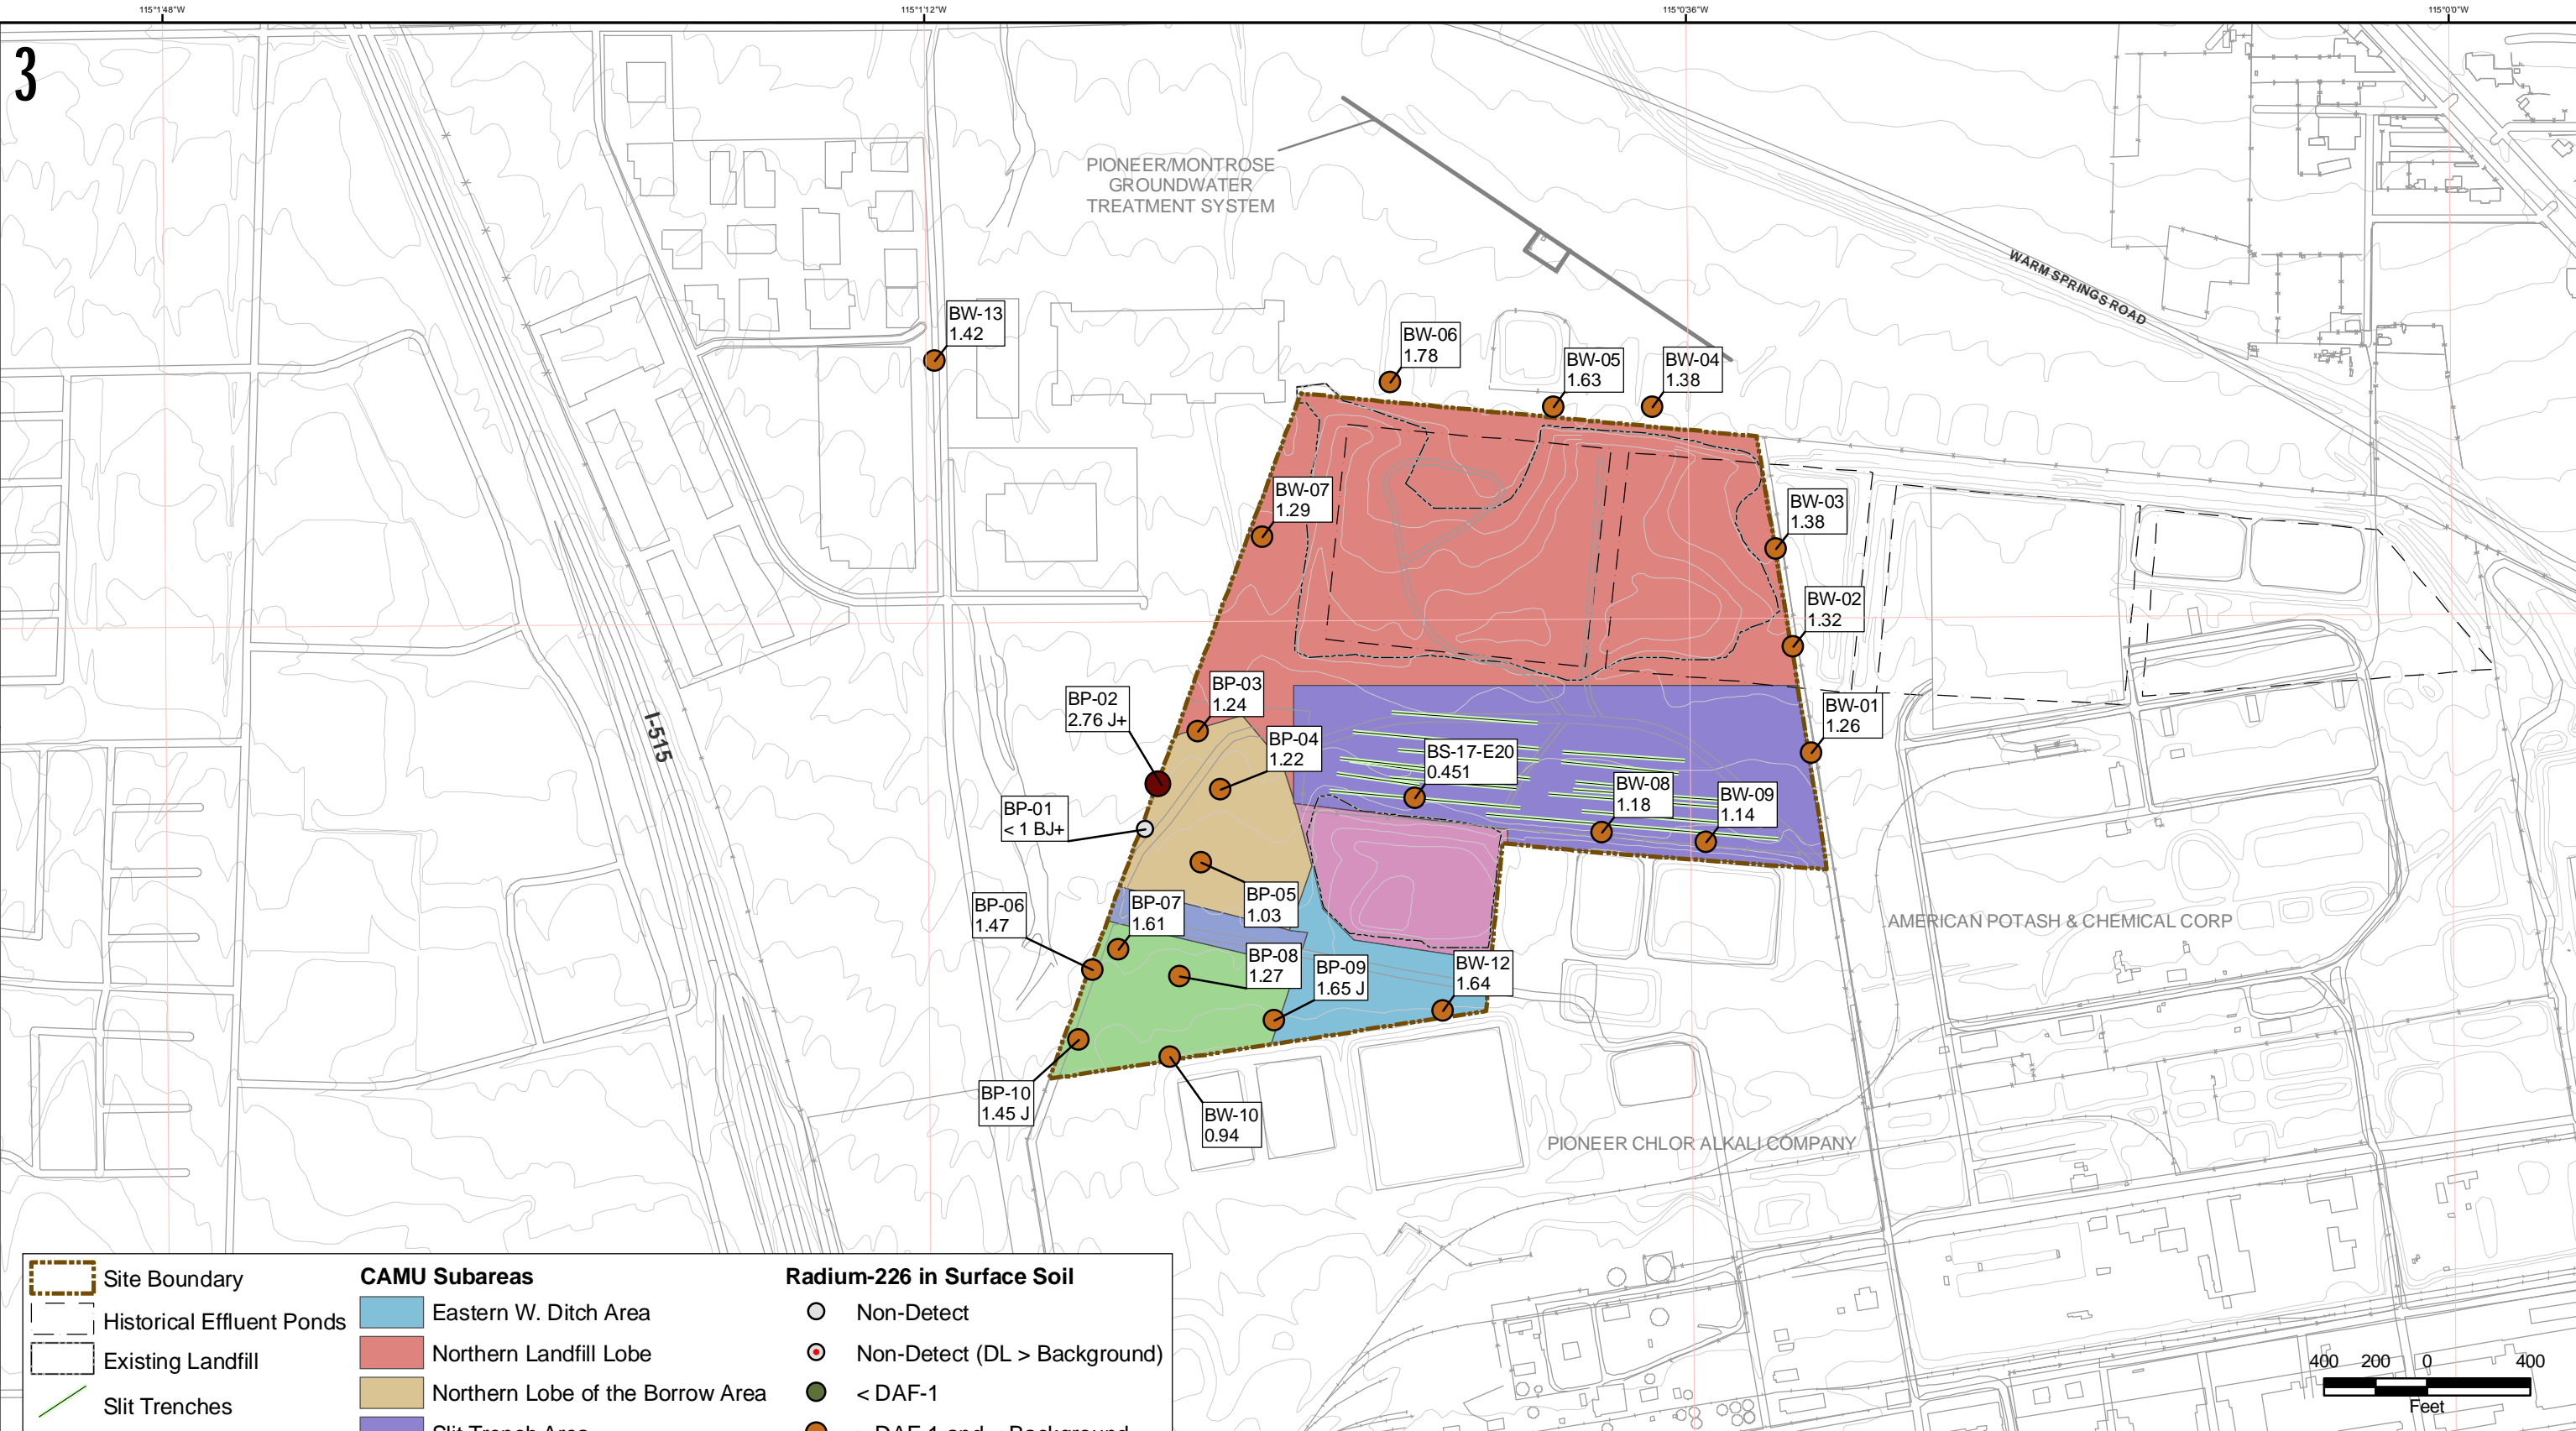 115°1'48"W
115°1'12"W
115°0'36"W
115°0'0"W
3
PIONEER/MONTROSE
GROUNDWATER
TREATMENT SYSTEM
WARM SPRINGS ROAD
BW-13
1.42
BW-06
1.78
BW-05
1.63
BW-04
1.38
BW-07
1.29
BW-03
1.38
BW-02
1.32
BP-03
1.24
BP-02
2.76 J+
BW-01
1.26
I-515
BP-04
1.22
BS-17-E20
0.451
BW-08
1.18
BW-09
1.14
BP-01
< 1 BJ+
BP-05
1.03
BP-06
1.47
BP-07
1.61
AMERICAN POTASH & CHEMICAL CORP
BP-08
1.27
BP-09
1.65 J
BW-12
1.64
BP-10
1.45 J
BW-10
0.94
PIONEER CHLOR ALKALI COMPANY
Site Boundary
Historical Effluent Ponds
Existing Landfill
Slit Trenches
CAMU Subareas
Eastern W. Ditch Area
Northern Landfill Lobe
Northern Lobe of the Borrow Area
Slit Trench Area
Radium-226 in Surface Soil
Non-Detect
Non-Detect (DL > Background)
< DAF-1
DAF-1 and Background
400 200 0 400
Feet